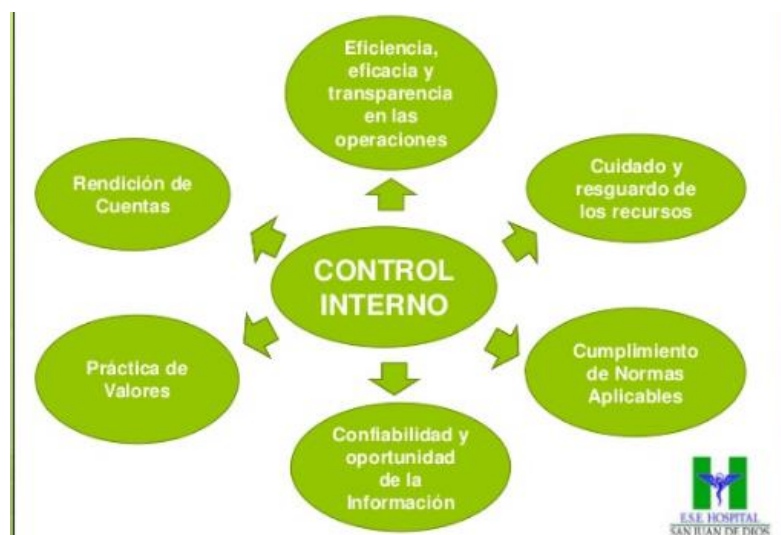 Eficiencia,
eficacia y
transparencia
en las
operaciones
Rendición de
Cuentas
Cuidado y
resguardo de
los recursos
CONTROL
INTERNO
Práctica de
Valores
Cumplimiento
de Normas
Aplicables
Confiabilidad y
oportunidad
de la
Información
H
E.S.E. HOSPITAL
SAN JUAN DE DIOS